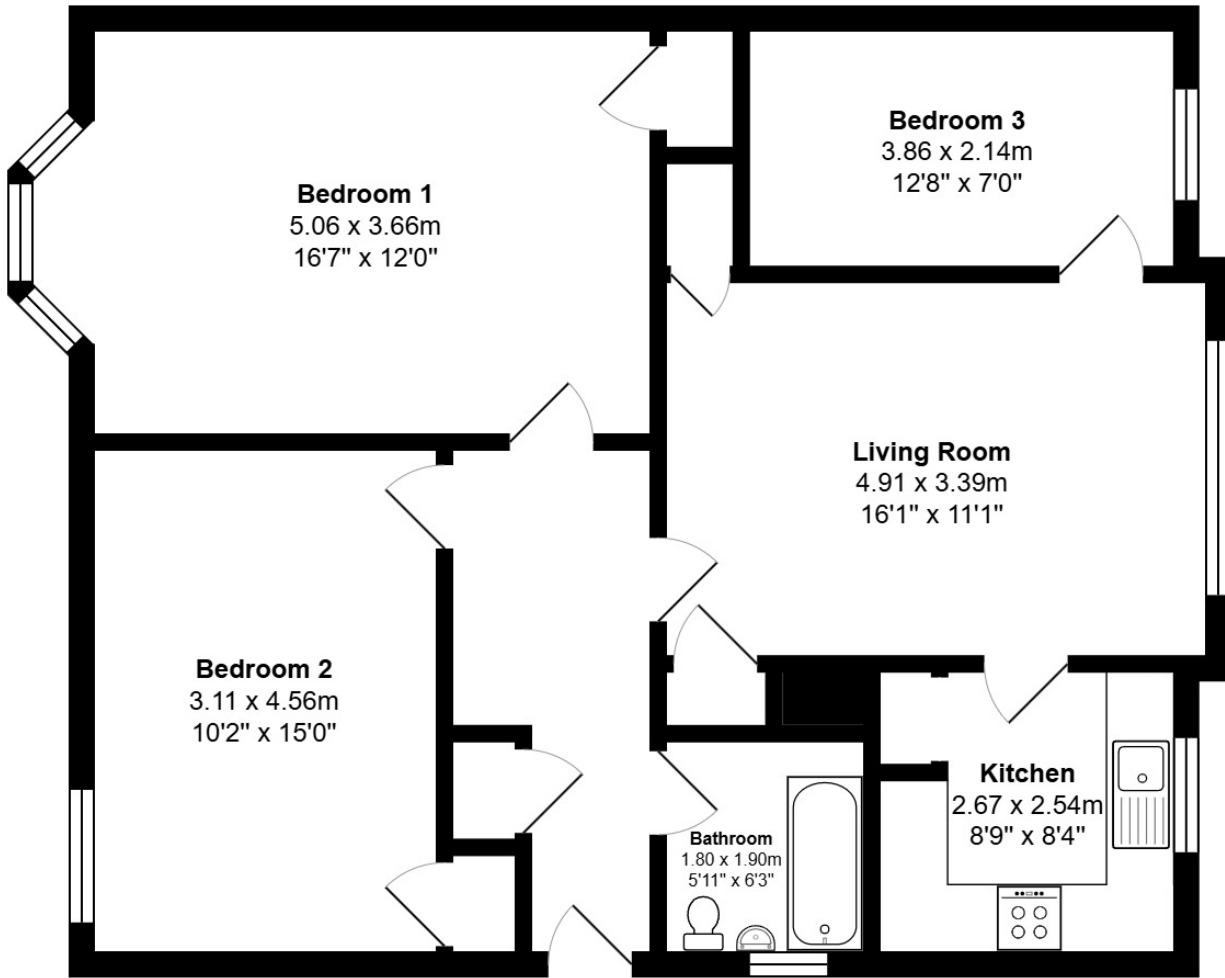 Bedroom 1
5.06 x 3.66m
16'7" x 12'0"
Bedroom 3
3.86 x 2.14m
12'8" x 7'0"
Living Room
4.91 x 3.39m
16'1" x 11'1"
Bedroom 2
3.11 x 4.56m
10'2" x 15'0"
Kitchen
2.67 x 2.54m
8'9" x 8'4"
Bathroom
1.80 x 1.90m
5'11" x 6'3"